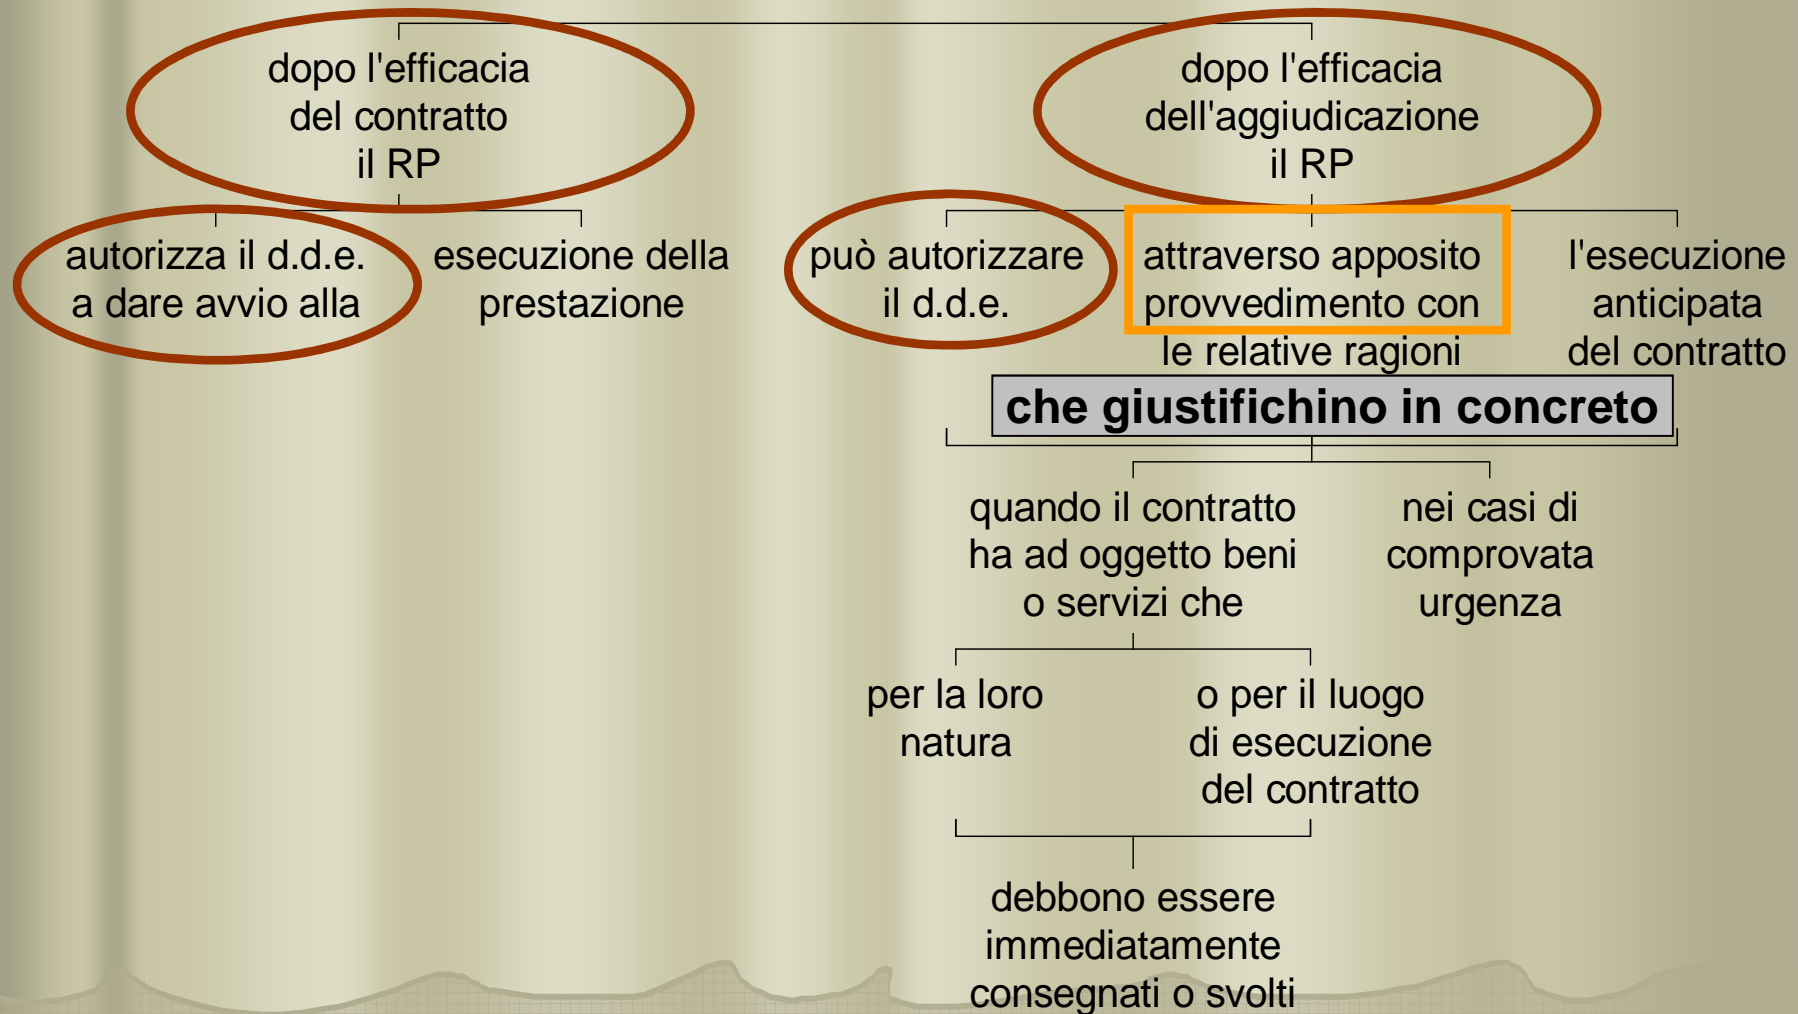 dopo l'efficacia
del contratto
il RP
dopo l'efficacia
dell'aggiudicazione
il RP
autorizza il d.d.e.
a dare avvio alla
esecuzione della
prestazione
può autorizzare
il d.d.e.
attraverso apposito
provvedimento con
le relative ragioni
l'esecuzione
anticipata
del contratto
che giustifichino in concreto
quando il contratto
ha ad oggetto beni
o servizi che
nei casi di
comprovata
urgenza
per la loro
natura
o per il luogo
di esecuzione
del contratto
debbono essere
immediatamente
consegnati o svolti